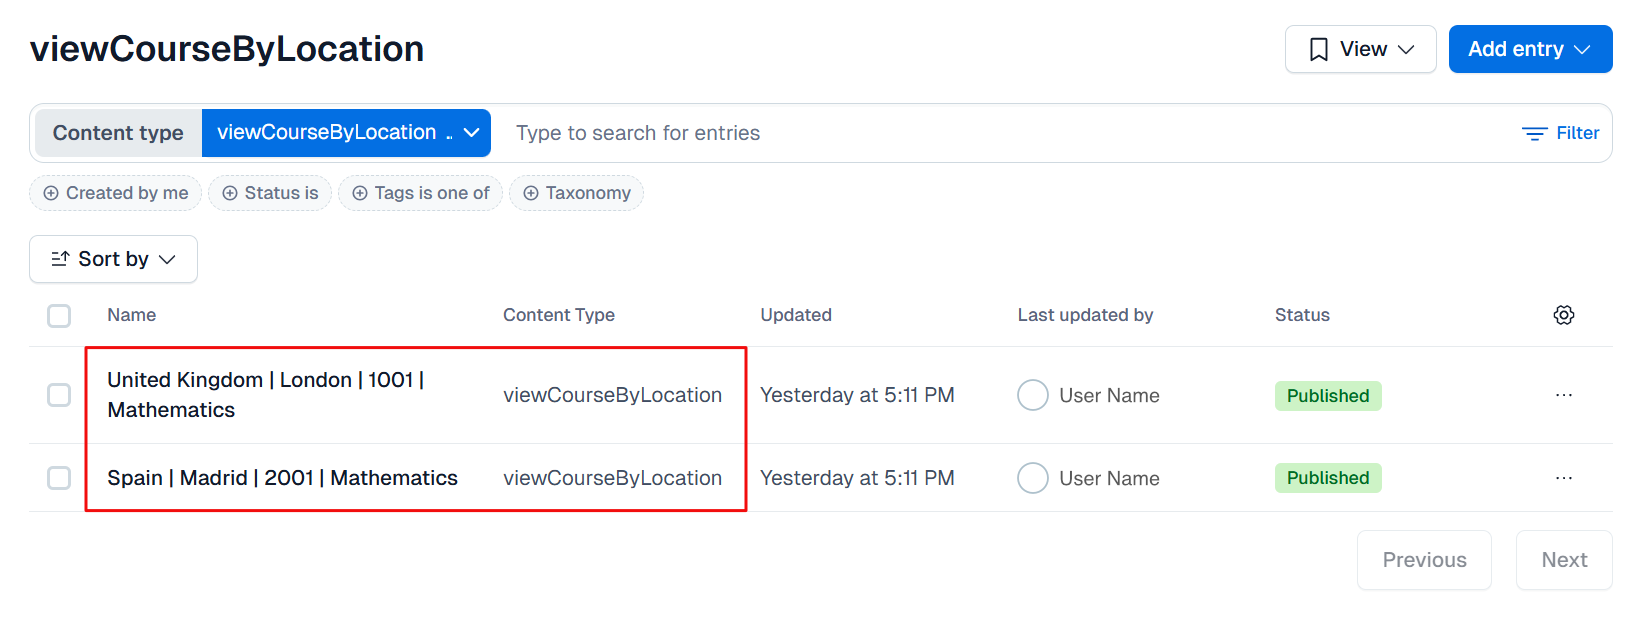 viewCourseByLocation
View
Add entry
Content type
viewCourseByLocation ..
Type to search for entries
Filter
Created by me
Status is
Tags is one of
Taxonomy
Sort by
Name
Content Type
Updated
Last updated by
Status
United Kingdom | London | 1001 |
Mathematics
viewCourseByLocation
Yesterday at 5:11 PM
User Name
Published
Spain | Madrid | 2001 | Mathematics
viewCourseByLocation
Yesterday at 5:11 PM
User Name
Published
Previous
Next